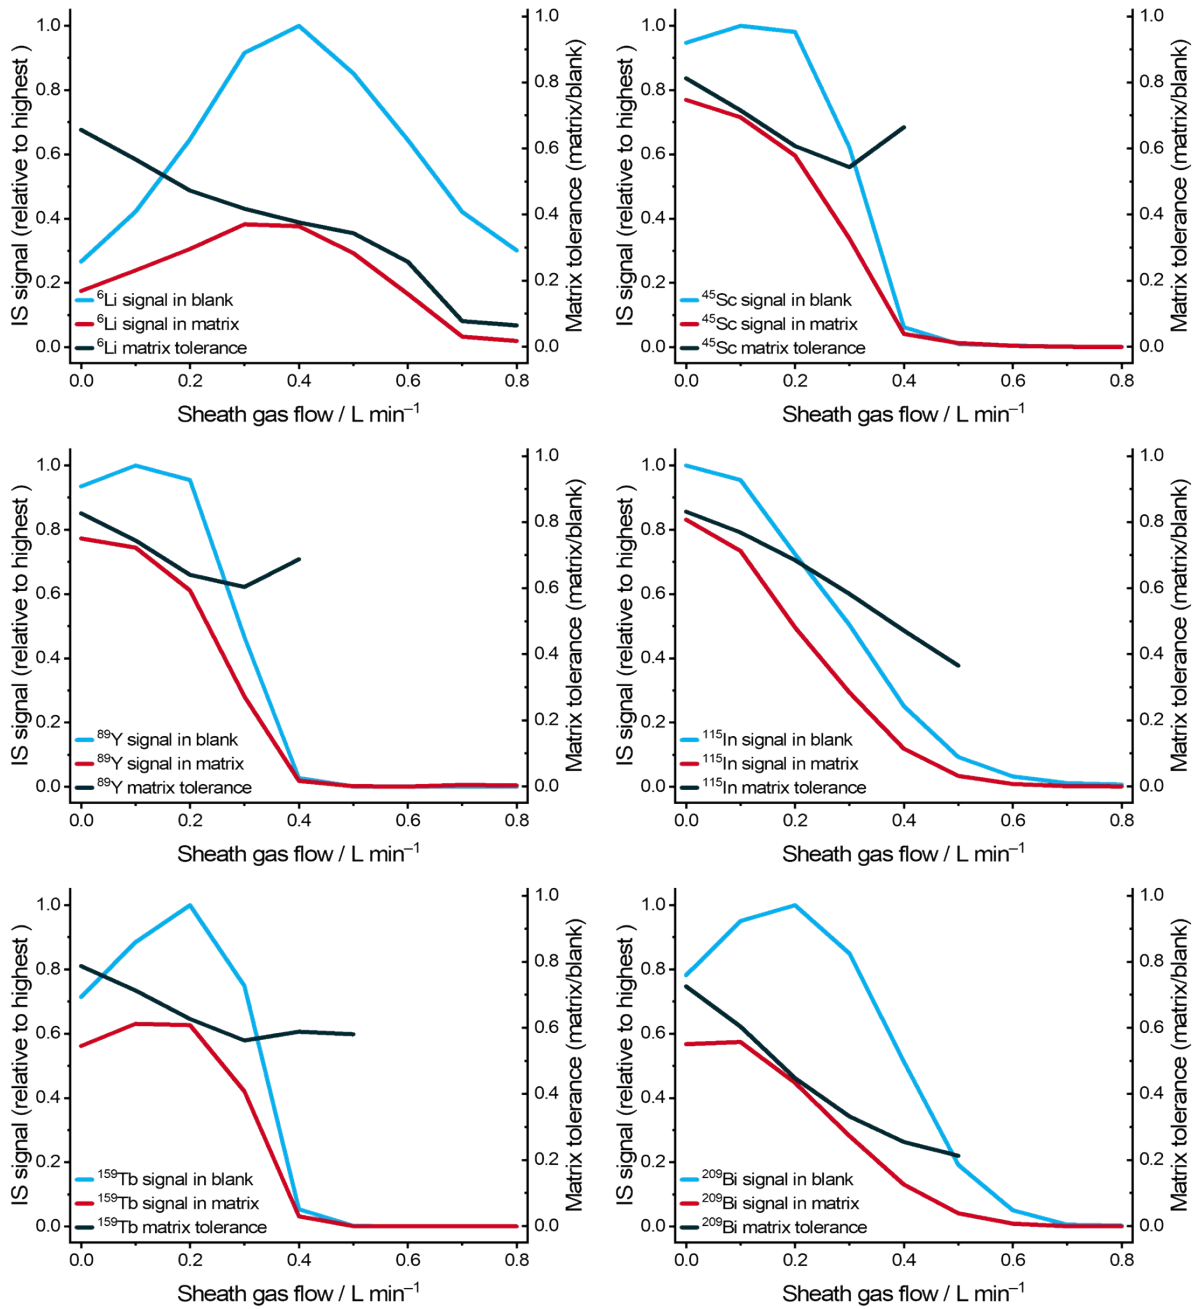 IS signal (relative to highest )
1.0
0.8
0.6
0.4
0.2
0.0
⁶Li signal in blank
⁶Li signal in matrix
⁶Li matrix tolerance
0.0 0.2 0.4 0.6 0.8
Sheath gas flow / L min⁻¹
1.0
0.8
0.6
0.4
0.2
0.0
Matrix tolerance (matrix/blank)
IS signal (relative to highest )
1.0
0.8
0.6
0.4
0.2
0.0
⁴⁵Sc signal in blank
⁴⁵Sc signal in matrix
⁴⁵Sc matrix tolerance
0.0 0.2 0.4 0.6 0.8
Sheath gas flow / L min⁻¹
1.0
0.8
0.6
0.4
0.2
0.0
Matrix tolerance (matrix/blank)
IS signal (relative to highest )
1.0
0.8
0.6
0.4
0.2
0.0
⁸⁹Y signal in blank
⁸⁹Y signal in matrix
⁸⁹Y matrix tolerance
0.0 0.2 0.4 0.6 0.8
Sheath gas flow / L min⁻¹
1.0
0.8
0.6
0.4
0.2
0.0
Matrix tolerance (matrix/blank)
IS signal (relative to highest)
1.0
0.8
0.6
0.4
0.2
0.0
¹¹⁵In signal in blank
¹¹⁵In signal in matrix
¹¹⁵In matrix tolerance
0.0 0.2 0.4 0.6 0.8
Sheath gas flow / L min⁻¹
1.0
0.8
0.6
0.4
0.2
0.0
Matrix tolerance (matrix/blank)
IS signal (relative to highest)
1.0
0.8
0.6
0.4
0.2
0.0
¹⁵⁹Tb signal in blank
¹⁵⁹Tb signal in matrix
¹⁵⁹Tb matrix tolerance
0.0 0.2 0.4 0.6 0.8
Sheath gas flow / L min⁻¹
1.0
0.8
0.6
0.4
0.2
0.0
Matrix tolerance (matrix/blank)
IS signal (relative to highest)
1.0
0.8
0.6
0.4
0.2
0.0
²⁰⁹Bi signal in blank
²⁰⁹Bi signal in matrix
²⁰⁹Bi matrix tolerance
0.0 0.2 0.4 0.6 0.8
Sheath gas flow / L min⁻¹
1.0
0.8
0.6
0.4
0.2
0.0
Matrix tolerance (matrix/blank)